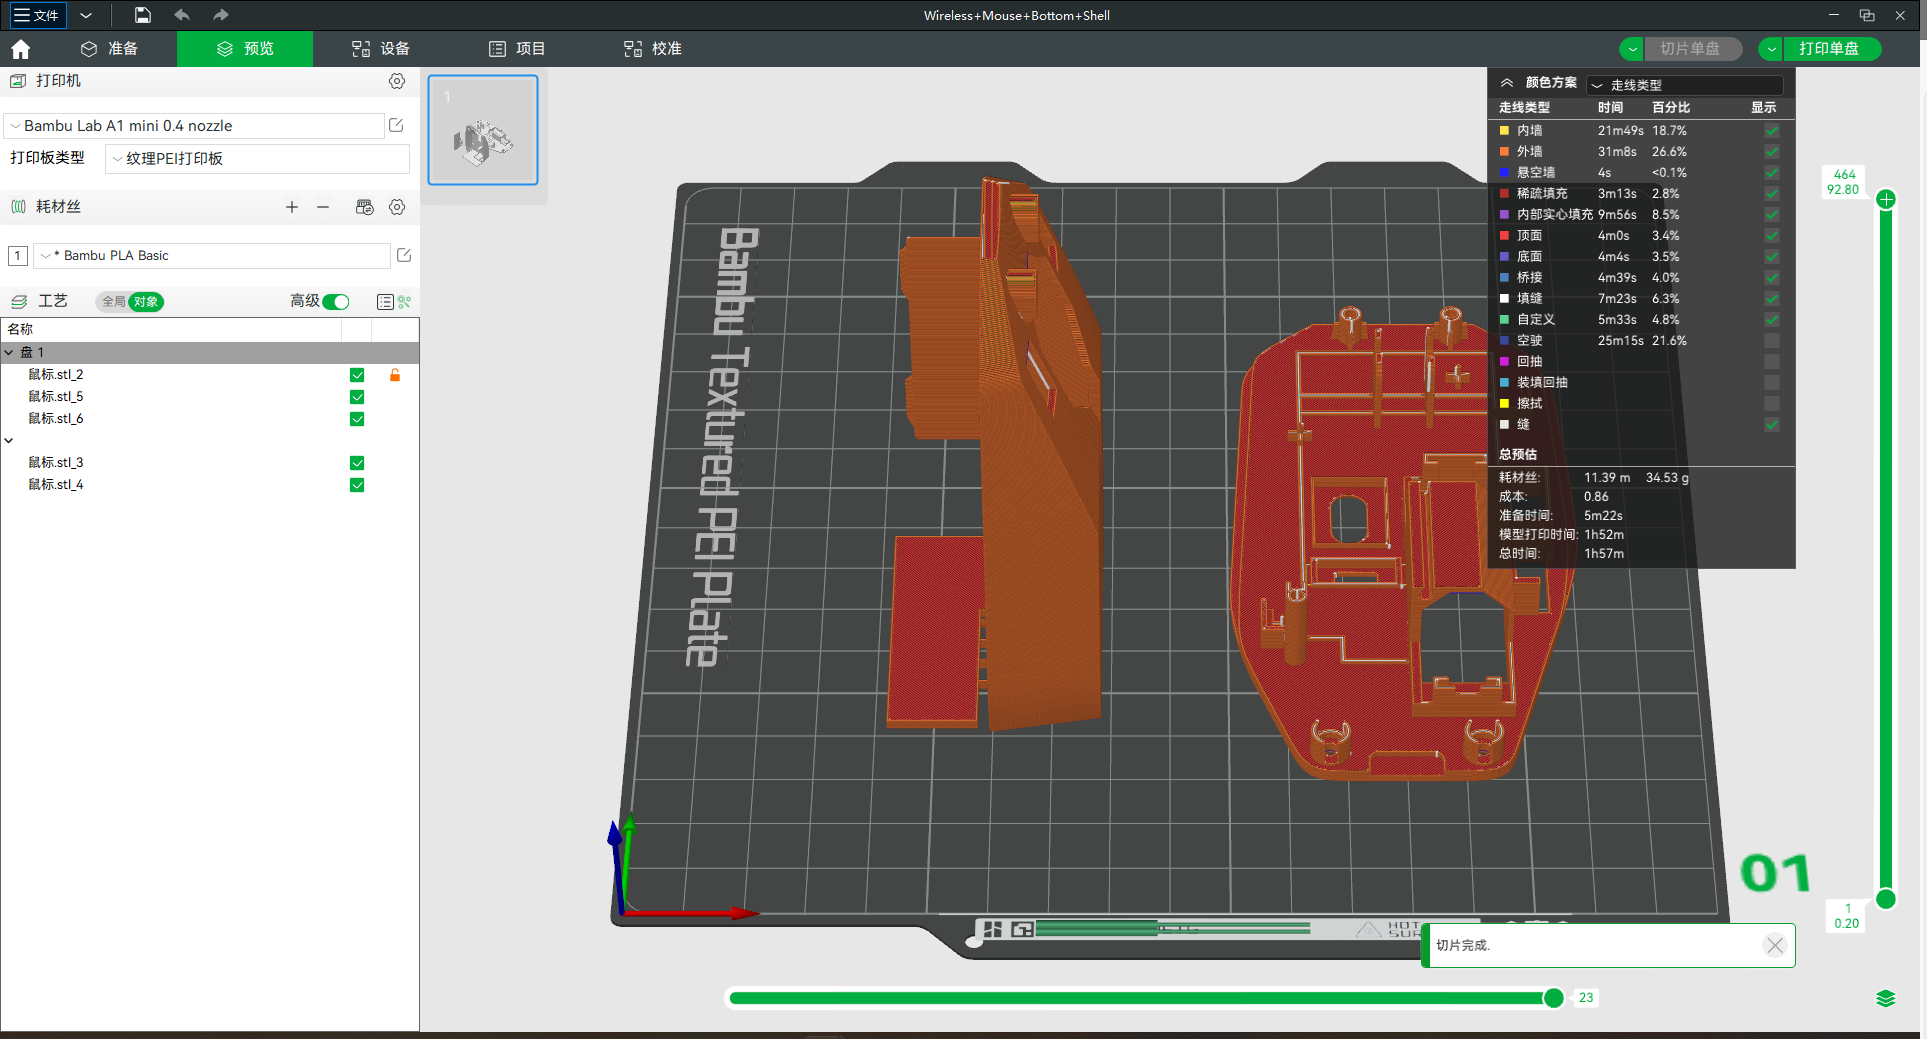 文件
Wireless+Mouse+Bottom+Shell
准备
预览
设备
项目
校准
切片单盘
打印单盘
打印机
Bambu Lab A1 mini 0.4 nozzle
打印板类型
纹理PEI打印板
耗材丝
1
* Bambu PLA Basic
工艺
全局
对象
高级
名称
盘 1
鼠标.stl_2
鼠标.stl_5
鼠标.stl_6
鼠标.stl_3
鼠标.stl_4
1
Bambu Textured PEI Plate
颜色方案 走线类型
走线类型 时间 百分比 显示
内墙 21m49s 18.7%
外墙 31m8s 26.6%
悬空墙 4s <0.1%
稀疏填充 3m13s 2.8%
内部实心填充 9m56s 8.5%
顶面 4m0s 3.4%
底面 4m4s 3.5%
桥接 4m39s 4.0%
填缝 7m23s 6.3%
自定义 5m33s 4.8%
空驶 25m15s 21.6%
回抽
装填回抽
擦拭
缝
总预估
耗材丝: 11.39 m 34.53 g
成本: 0.86
准备时间: 5m22s
模型打印时间: 1h52m
总时间: 1h57m
464
92.80
01
1
0.20
HOT
SUR
切片完成.
23